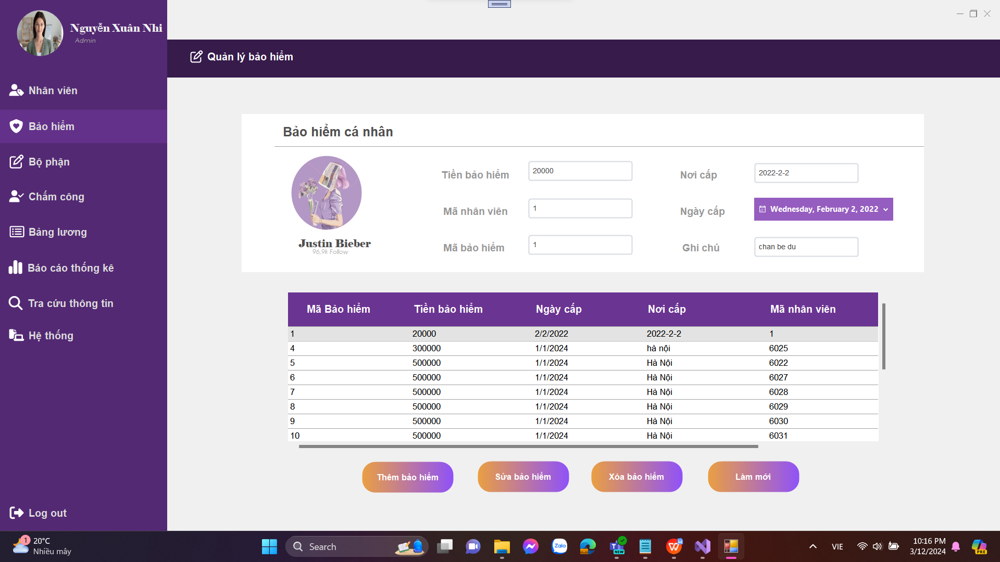 Nguyễn Xuân Nhi
Admin
Nhân viên
Bảo hiểm
Bộ phận
Chấm công
Bảng lương
Báo cáo thống kê
Tra cứu thông tin
Hệ thống
Log out
Quản lý bảo hiểm
Bảo hiểm cá nhân
Justin Bieber
96,9k Follow
Tiền bảo hiểm 20000 Nơi cấp 2022-2-2
Mã nhân viên 1 Ngày cấp Wednesday, February 2, 2022
Mã bảo hiểm 1 Ghi chú chan be du
Mã Bảo hiểm Tiền bảo hiểm Ngày cấp Nơi cấp Mã nhân viên
1 20000 2/2/2022 2022-2-2 1
4 300000 1/1/2024 hà nội 6025
5 500000 1/1/2024 Hà Nội 6022
6 500000 1/1/2024 Hà Nội 6027
7 500000 1/1/2024 Hà Nội 6028
8 500000 1/1/2024 Hà Nội 6029
9 500000 1/1/2024 Hà Nội 6030
10 500000 1/1/2024 Hà Nội 6031
Thêm bảo hiểm Sửa bảo hiểm Xóa bảo hiểm Làm mới
1
20°C
Nhiều mây
Search
Zalo
NEW
VIE
10:16 PM
3/12/2024
PRE